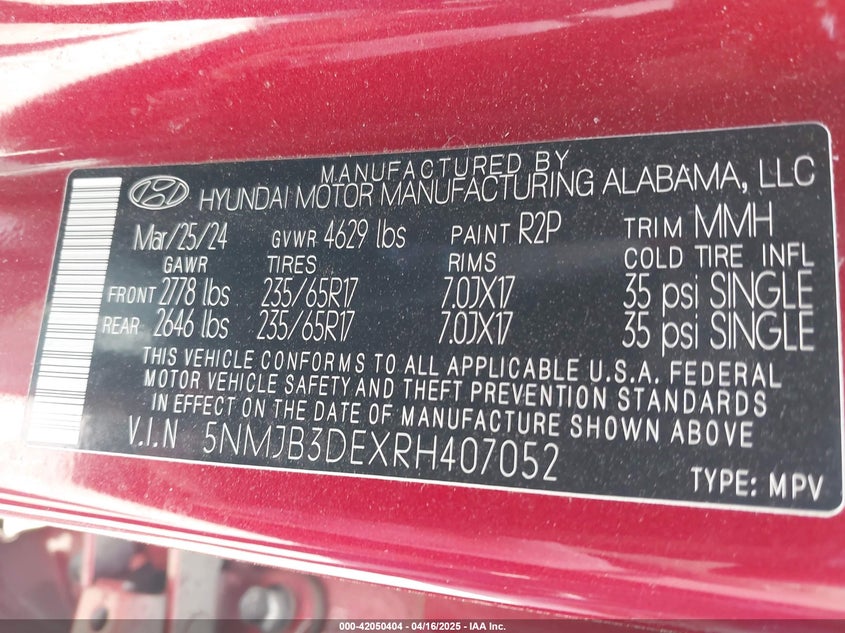 MANUFACTURED BY
HYUNDAI MOTOR MANUFACTURING ALABAMA, LLC
Mar/25/24 GVWR 4629 lbs PAINT R2P TRIM MMH
GAWR TIRES RIMS COLD TIRE INFL
FRONT 2778 lbs 235/65R17 7.0JX17 35 psi SINGLE
REAR 2646 lbs 235/65R17 7.0JX17 35 psi SINGLE
THIS VEHICLE CONFORMS TO ALL APPLICABLE U.S.A. FEDERAL
MOTOR VEHICLE SAFETY AND THEFT PREVENTION STANDARDS
IN EFFECT ON THE DATE OF MANUFACTURE SHOWN ABOVE
V.I.N 5NMJB3DEXRH407052
TYPE: MPV
000-42050404 - 04/16/2025 - IAA Inc.